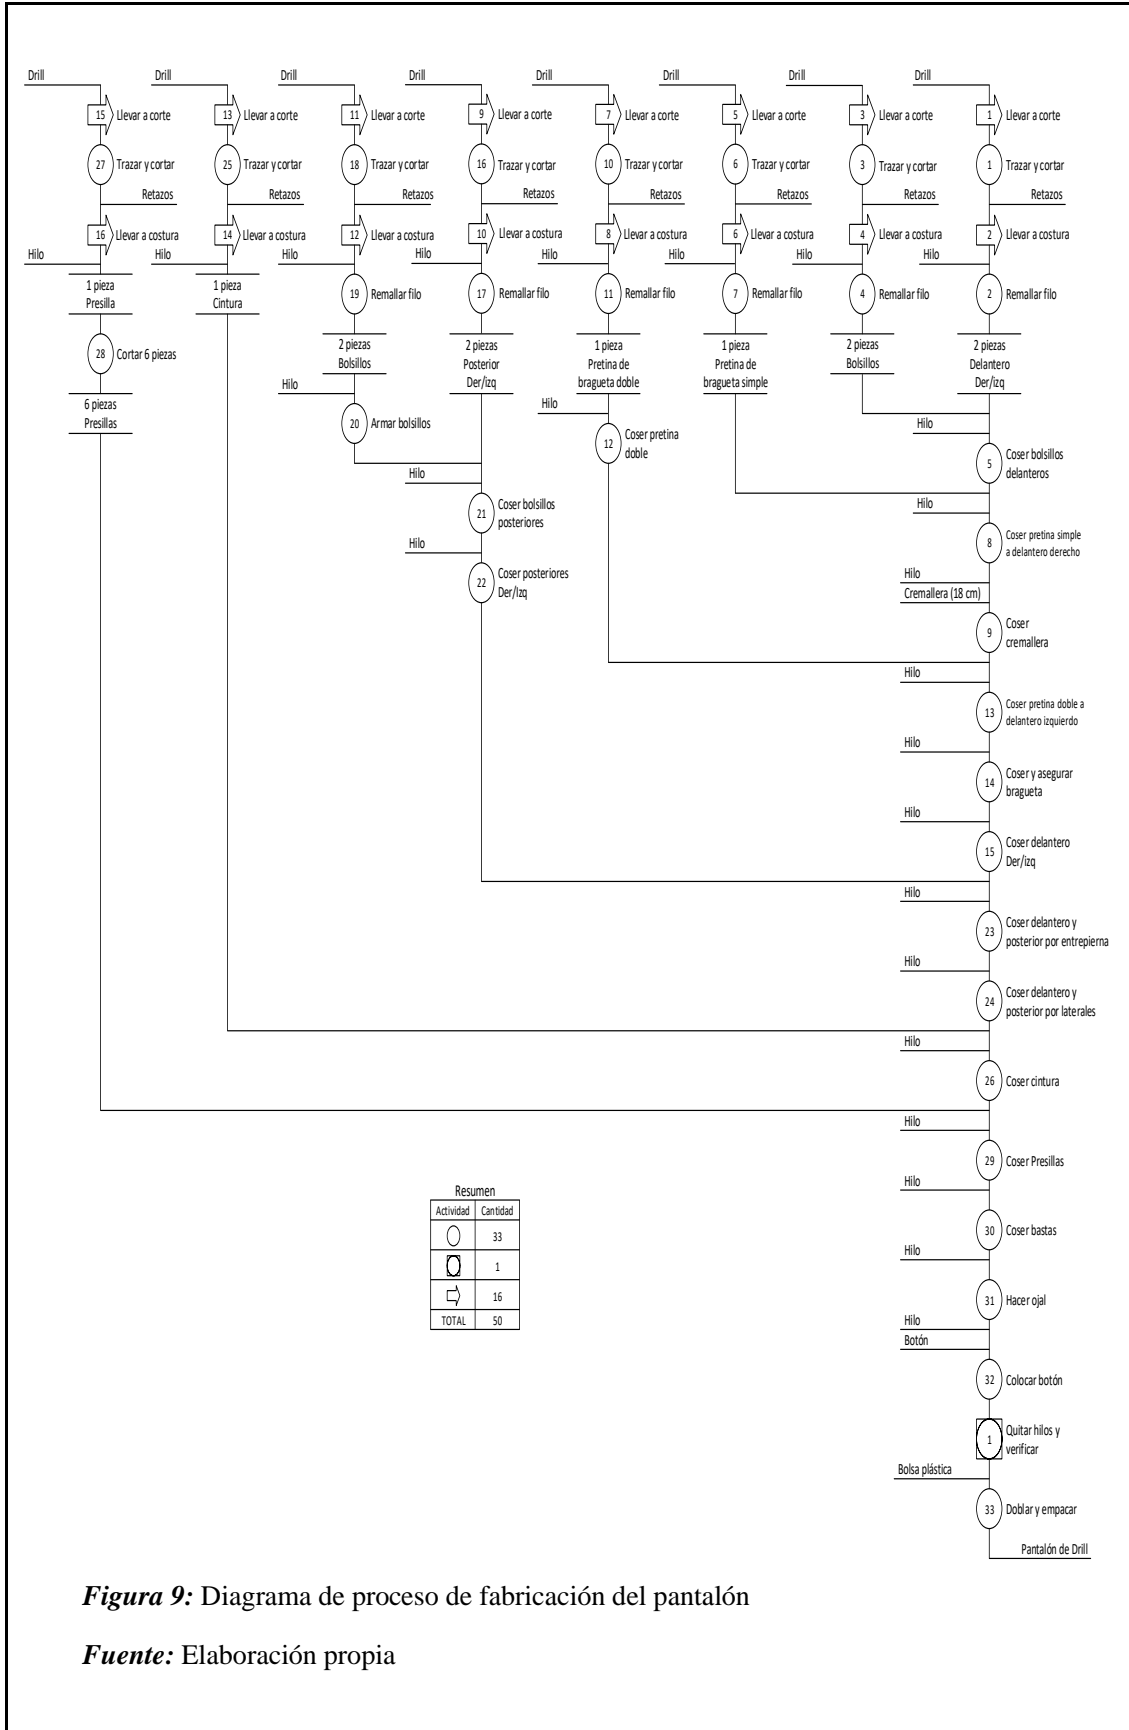 Drill Drill Drill Drill Drill Drill Drill Drill
15 Llevar a corte 13 Llevar a corte 11 Llevar a corte 9 Llevar a corte 7 Llevar a corte 5 Llevar a corte 3 Llevar a corte 1 Llevar a corte
27 Trazar y cortar 25 Trazar y cortar 18 Trazar y cortar 16 Trazar y cortar 10 Trazar y cortar 6 Trazar y cortar 3 Trazar y cortar 1 Trazar y cortar
Retazos Retazos Retazos Retazos Retazos Retazos Retazos Retazos
16 Llevar a costura 14 Llevar a costura 12 Llevar a costura 10 Llevar a costura 8 Llevar a costura 6 Llevar a costura 4 Llevar a costura 2 Llevar a costura
Hilo Hilo Hilo Hilo Hilo Hilo Hilo Hilo
1 pieza 1 pieza
Presilla Cintura
19 Remallar filo 17 Remallar filo 11 Remallar filo 7 Remallar filo 4 Remallar filo 2 Remallar filo
28 Cortar 6 piezas
2 piezas 2 piezas 1 pieza 1 pieza 2 piezas 2 piezas
Bolsillos Posterior Pretina de Pretina de Bolsillos Delantero
Der/izq bragueta doble bragueta simple Der/izq
6 piezas
Presillas
Hilo
Hilo
20 Armar bolsillos
12 Coser pretina
doble
Hilo
5 Coser bolsillos
delanteros
Hilo
21 Coser bolsillos
posteriores
Hilo
8 Coser pretina simple
a delantero derecho
Hilo
22 Coser posteriores
Der/Izq
Hilo
Cremallera (18 cm)
9 Coser
cremallera
Hilo
13 Coser pretina doble a
delantero izquierdo
Hilo
14 Coser y asegurar
bragueta
Hilo
15 Coser delantero
Der/izq
Hilo
23 Coser delantero y
posterior por entrepierna
Hilo
24 Coser delantero y
posterior por laterales
Hilo
26 Coser cintura
Hilo
29 Coser Presillas
Hilo
30 Coser bastas
Hilo
31 Hacer ojal
Hilo
Botón
32 Colocar botón
1 Quitar hilos y
verificar
Bolsa plástica
33 Doblar y empacar
Pantalón de Drill
Resumen
Actividad Cantidad
33
1
16
TOTAL 50
Figura 9: Diagrama de proceso de fabricación del pantalón
Fuente: Elaboración propia